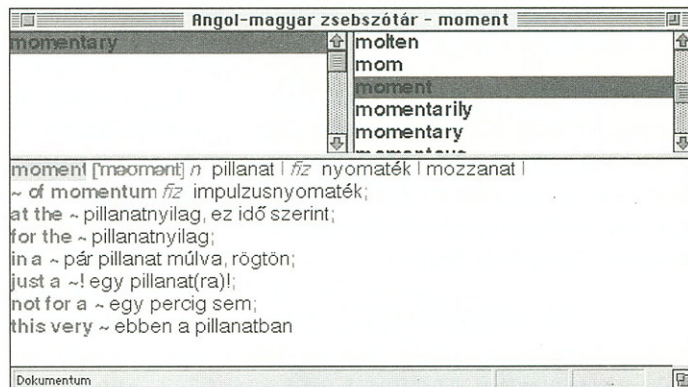 Angol-magyar zsebszótár - moment
momentary
molten
mom
moment
momentarily
momentary
momentous
moment ['məʊmənt] n pillanat | fiz nyomaték | mozzanat |
~ of momentum fiz impulzusnyomaték;
at the ~ pillanatnyilag, ez idő szerint;
for the ~ pillanatnyilag;
in a ~ pár pillanat múlva, rögtön;
just a ~! egy pillanat(ra)!;
not for a ~ egy percig sem;
this very ~ ebben a pillanatban
Dokumentum